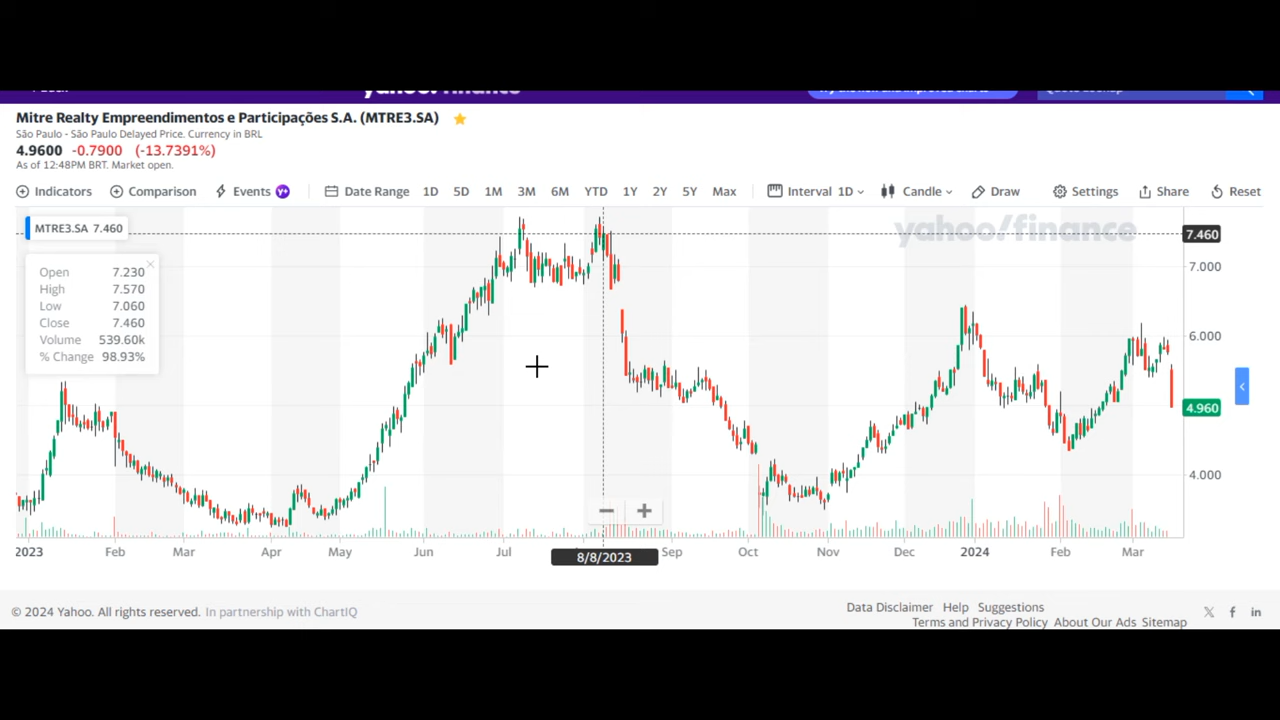 yahoo! finance
Mitre Realty Empreendimentos e Participações S.A. (MTRE3.SA)
São Paulo - São Paulo Delayed Price. Currency in BRL
4.9600 -0.7900 (-13.7391%)
As of 12:48PM BRT. Market open.
Indicators Comparison Events Y+ Date Range 1D 5D 1M 3M 6M YTD 1Y 2Y 5Y Max Interval 1D Candle Draw Settings Share Reset
MTRE3.SA 7.460
yahoo!finance
7.460
Open 7.230
High 7.570
Low 7.060
Close 7.460
Volume 539.60k
% Change 98.93%
7.000
6.000
4.960
4.000
2023 Feb Mar Apr May Jun Jul Sep Oct Nov Dec 2024 Feb Mar
8/8/2023
© 2024 Yahoo. All rights reserved. In partnership with ChartIQ
Data Disclaimer Help Suggestions
Terms and Privacy Policy About Our Ads Sitemap